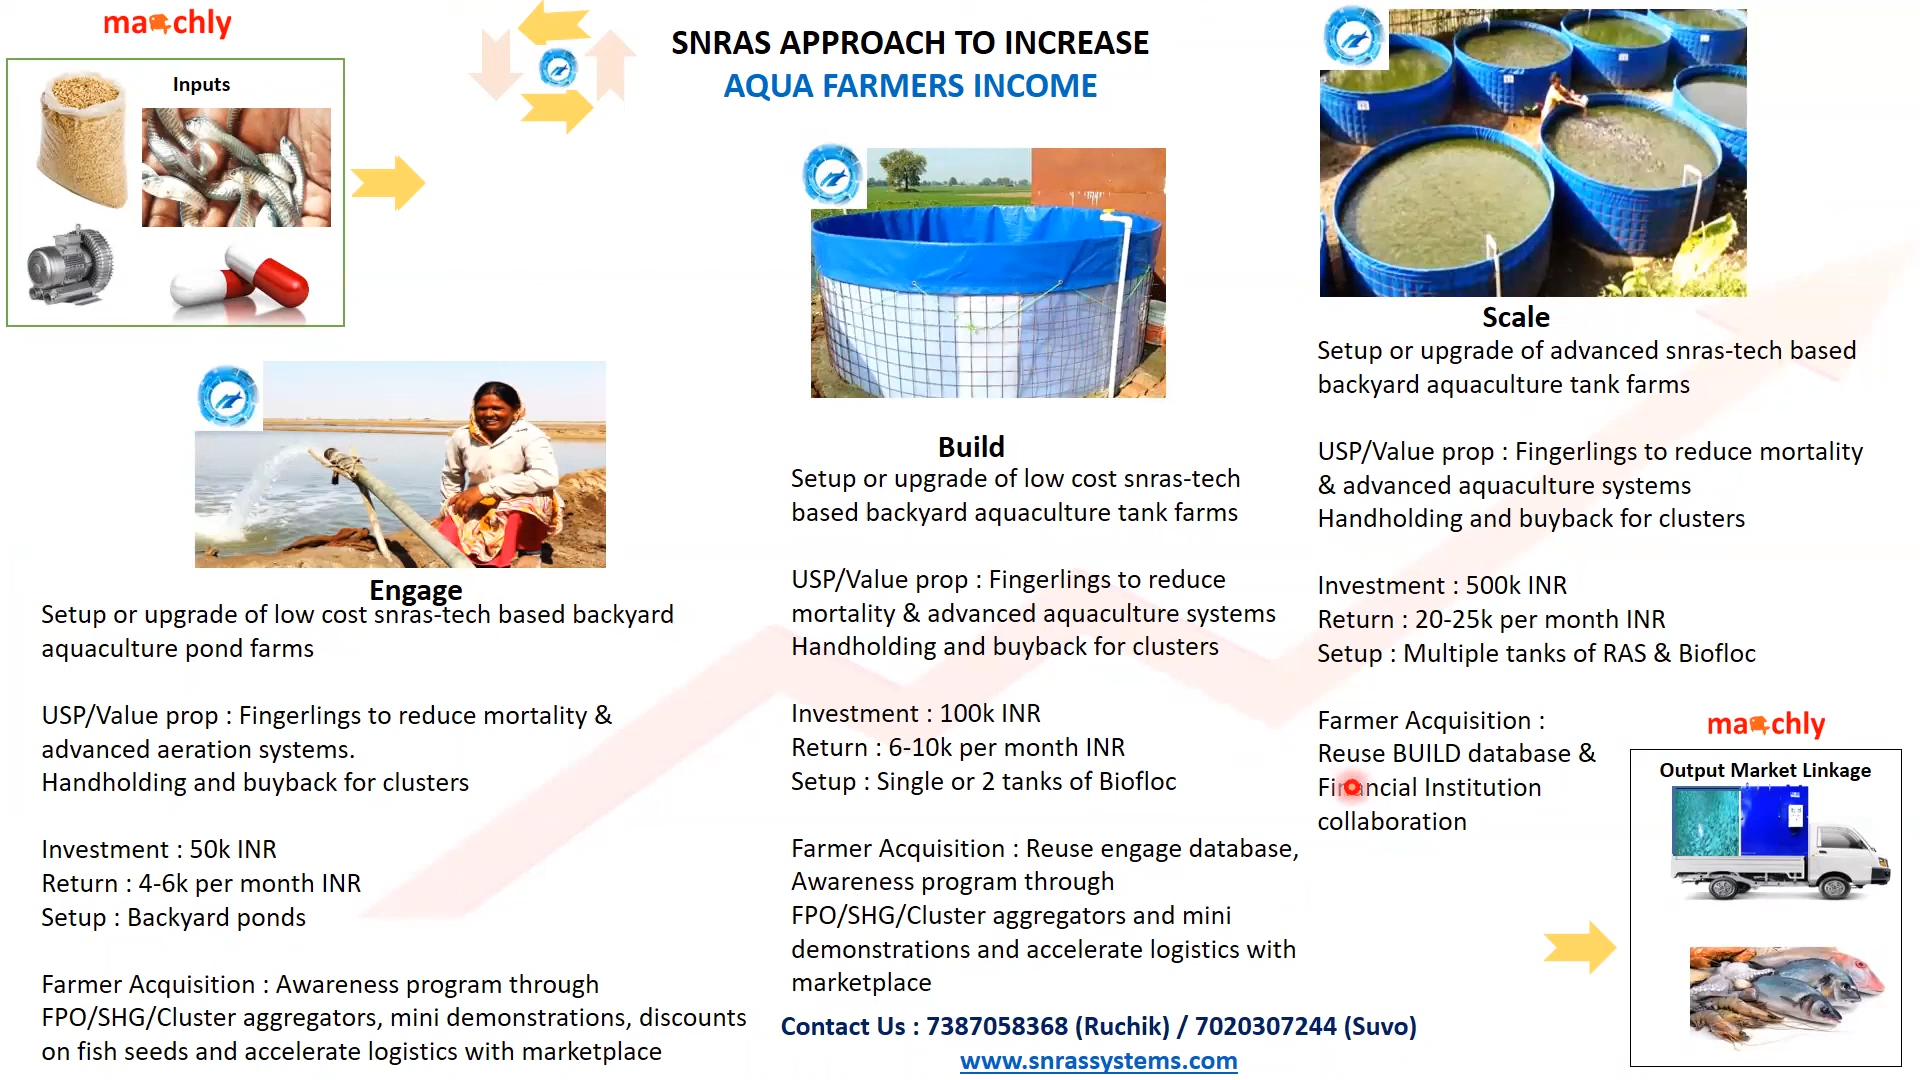 machly
Inputs
SNRAS APPROACH TO INCREASE
AQUA FARMERS INCOME
Engage
Setup or upgrade of low cost snras-tech based backyard
aquaculture pond farms
USP/Value prop : Fingerlings to reduce mortality &
advanced aeration systems.
Handholding and buyback for clusters
Investment : 50k INR
Return : 4-6k per month INR
Setup : Backyard ponds
Farmer Acquisition : Awareness program through
FPO/SHG/Cluster aggregators, mini demonstrations, discounts
on fish seeds and accelerate logistics with marketplace
Build
Setup or upgrade of low cost snras-tech
based backyard aquaculture tank farms
USP/Value prop : Fingerlings to reduce
mortality & advanced aquaculture systems
Handholding and buyback for clusters
Investment : 100k INR
Return : 6-10k per month INR
Setup : Single or 2 tanks of Biofloc
Farmer Acquisition : Reuse engage database,
Awareness program through
FPO/SHG/Cluster aggregators and mini
demonstrations and accelerate logistics with
marketplace
Scale
Setup or upgrade of advanced snras-tech based
backyard aquaculture tank farms
USP/Value prop : Fingerlings to reduce mortality
& advanced aquaculture systems
Handholding and buyback for clusters
Investment : 500k INR
Return : 20-25k per month INR
Setup : Multiple tanks of RAS & Biofloc
Farmer Acquisition :
Reuse BUILD database &
Financial Institution
collaboration
machly
Output Market Linkage
Contact Us : 7387058368 (Ruchik) / 7020307244 (Suvo)
www.snrassystems.com